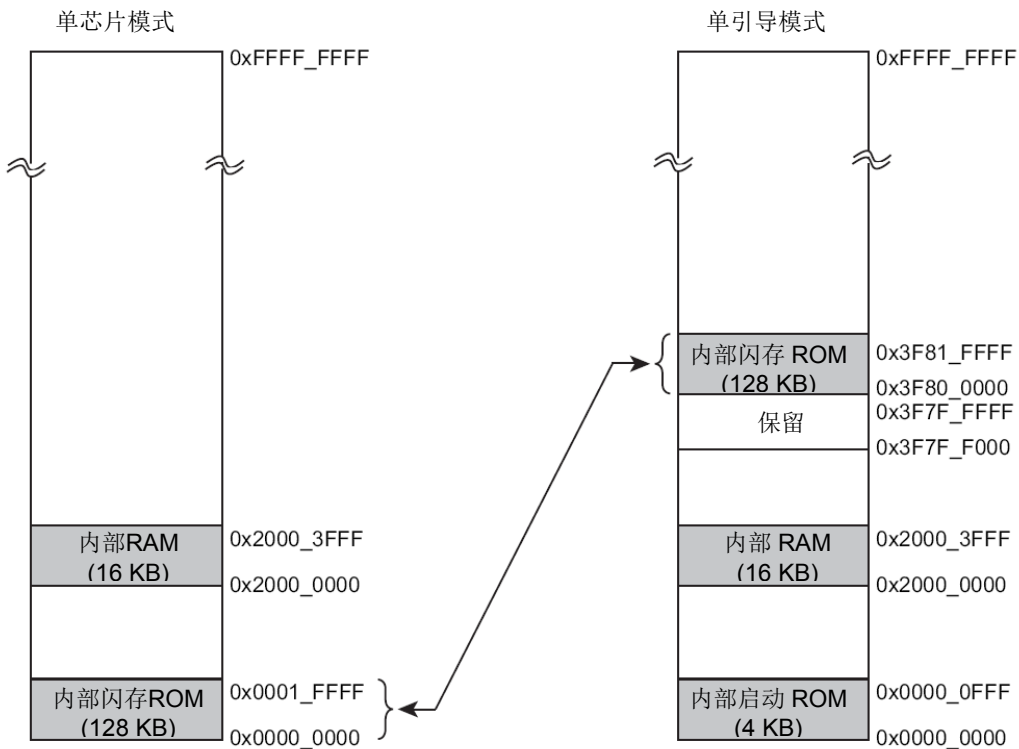 单芯片模式
0xFFFF_FFFF
内部RAM
(16 KB)
0x2000_3FFF
0x2000_0000
内部闪存ROM
(128 KB)
0x0001_FFFF
0x0000_0000
单引导模式
0xFFFF_FFFF
内部闪存 ROM
(128 KB)
0x3F81_FFFF
0x3F80_0000
保留
0x3F7F_FFFF
0x3F7F_F000
内部 RAM
(16 KB)
0x2000_3FFF
0x2000_0000
内部启动 ROM
(4 KB)
0x0000_0FFF
0x0000_0000